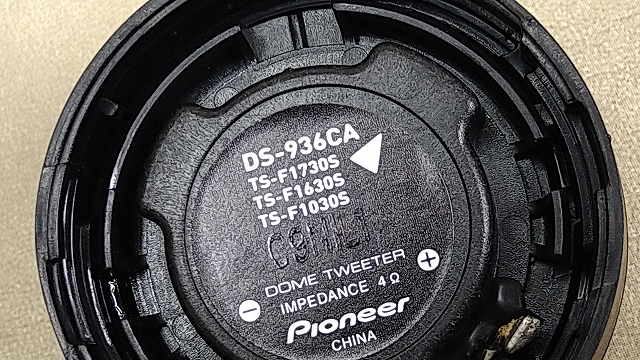 DS-936CA
TS-F1730S
TS-F1630S
TS-F1030S
DOME TWEETER
− +
IMPEDANCE 4 Ω
Pioneer
CHINA